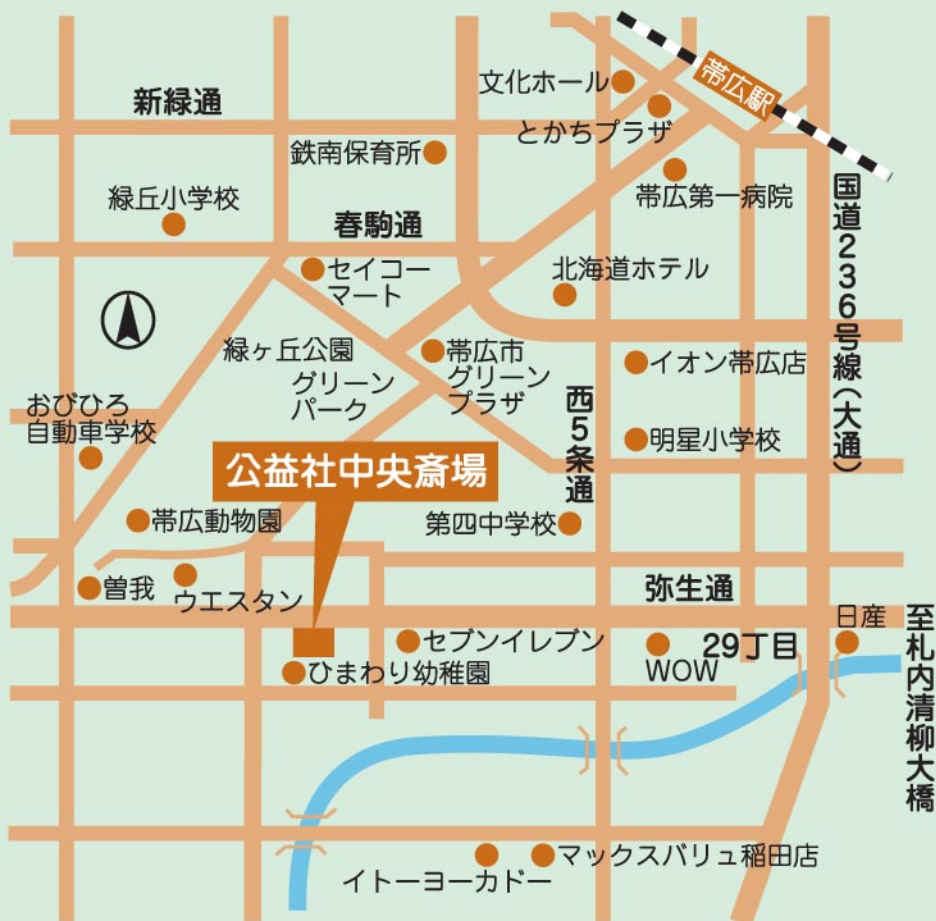 文化ホール
帯広駅
新緑通
とかちプラザ
鉄南保育所
緑丘小学校
帯広第一病院
国道236号線(大通)
春駒通
セイコー
マート
北海道ホテル
緑ヶ丘公園
グリーン
パーク
帯広市
グリーン
プラザ
イオン帯広店
おびひろ
自動車学校
西5条通
明星小学校
公益社中央斎場
帯広動物園
第四中学校
曽我
ウエスタン
弥生通
日産
至札内清柳大橋
セブンイレブン
WOW
29丁目
ひまわり幼稚園
マックスバリュ稲田店
イトーヨーカドー